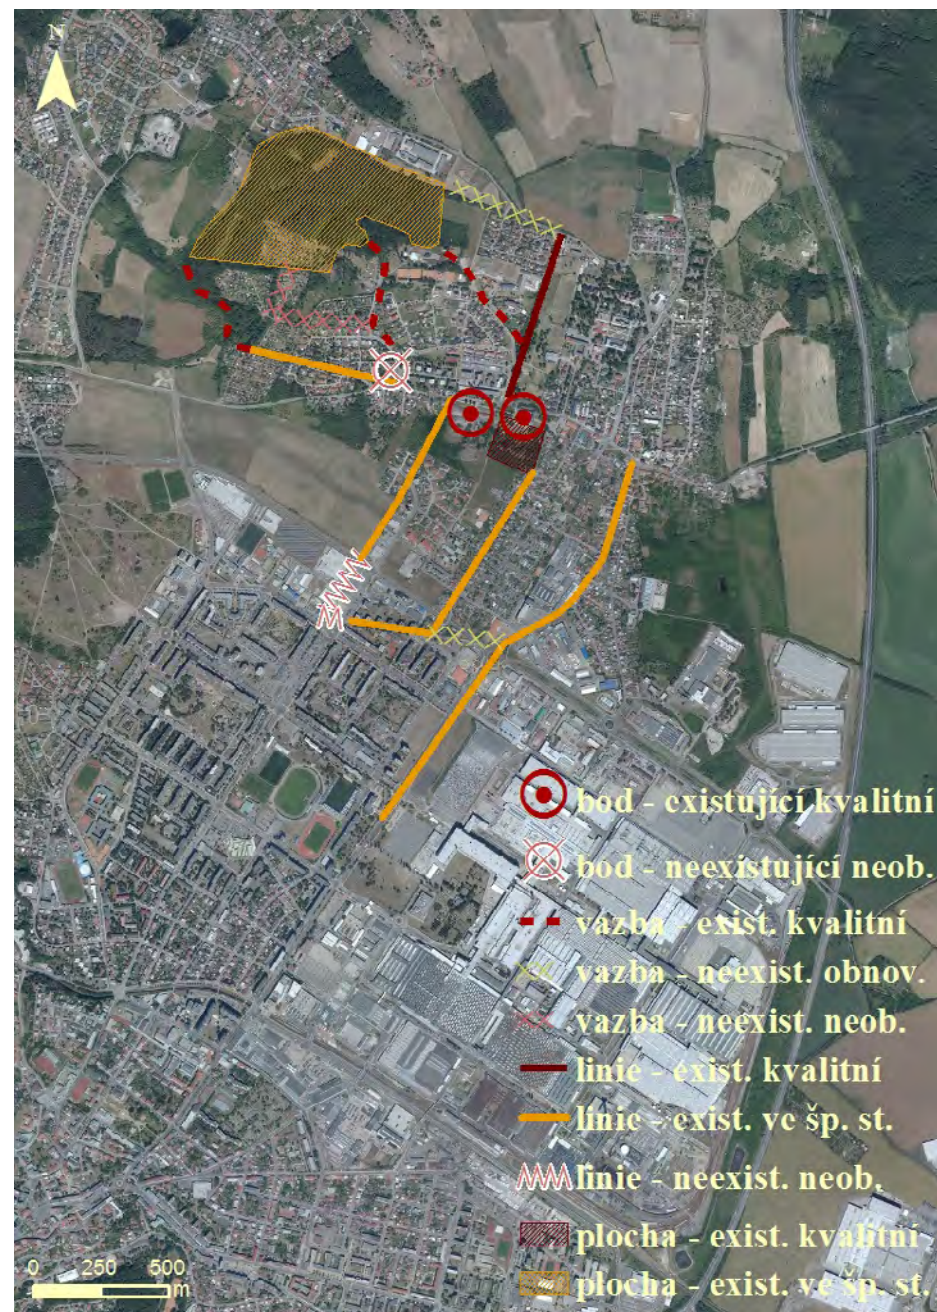 N
bod - existující kvalitní
bod - neexistující neob.
vazba - exist. kvalitní
vazba - neexist. obnov.
vazba - neexist. neob.
linie - exist. kvalitní
linie - exist. ve šp. st.
linie - neexist. neob.
plocha - exist. kvalitní
plocha - exist. ve šp. st.
0 250 500
m